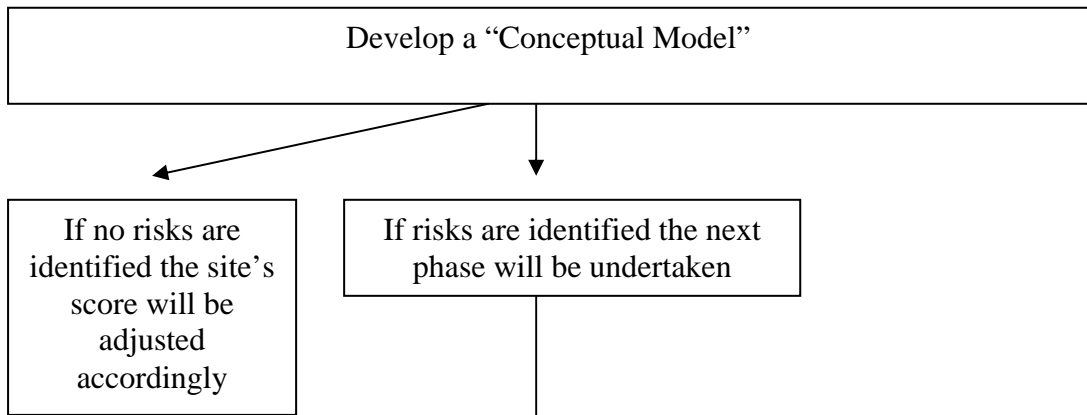 Develop a “Conceptual Model”
If no risks are
identified the site’s
score will be
adjusted
accordingly
If risks are identified the next
phase will be undertaken